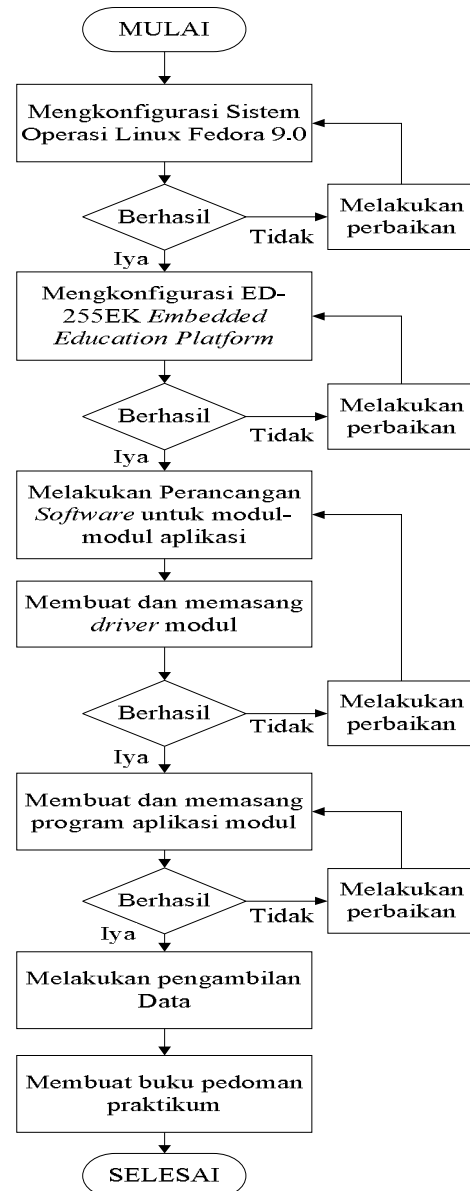 MULAI
Mengkonfigurasi Sistem
Operasi Linux Fedora 9.0
Berhasil
Tidak
Melakukan
perbaikan
Iya
Mengkonfigurasi ED-
255EK Embedded
Education Platform
Berhasil
Tidak
Melakukan
perbaikan
Iya
Melakukan Perancangan
Software untuk modul-
modul aplikasi
Membuat dan memasang
driver modul
Berhasil
Tidak
Melakukan
perbaikan
Iya
Membuat dan memasang
program aplikasi modul
Berhasil
Tidak
Melakukan
perbaikan
Iya
Melakukan pengambilan
Data
Membuat buku pedoman
praktikum
SELESAI